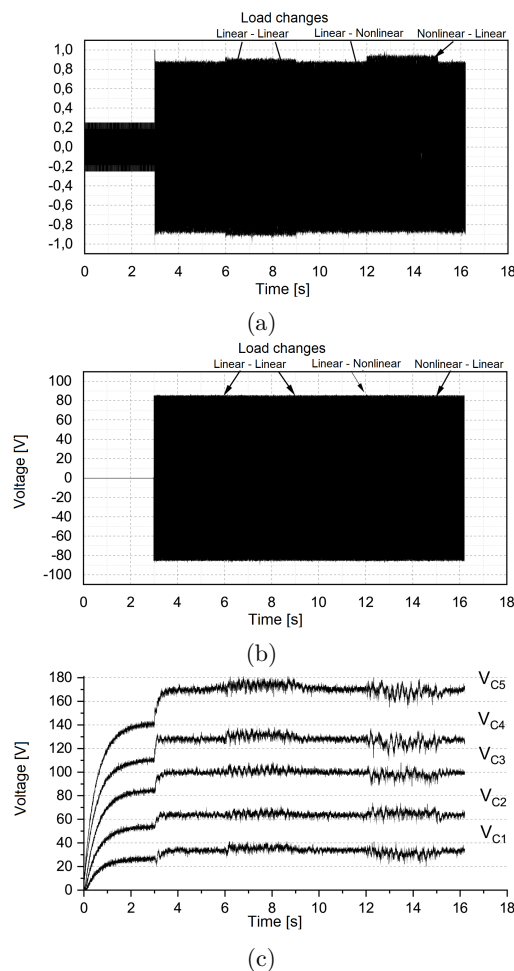 Load changes
Linear - Linear Linear - Nonlinear Nonlinear - Linear
1,0
0,8
0,6
0,4
0,2
0,0
-0,2
-0,4
-0,6
-0,8
-1,0
0 2 4 6 8 10 12 14 16 18
Time [s]
(a)
Load changes
Linear - Linear Linear - Nonlinear Nonlinear - Linear
100
80
60
40
20
0
-20
-40
-60
-80
-100
Voltage [V]
0 2 4 6 8 10 12 14 16 18
Time [s]
(b)
180
160
140
120
100
80
60
40
20
0
Voltage [V]
VC5
VC4
VC3
VC2
VC1
0 2 4 6 8 10 12 14 16 18
Time [s]
(c)